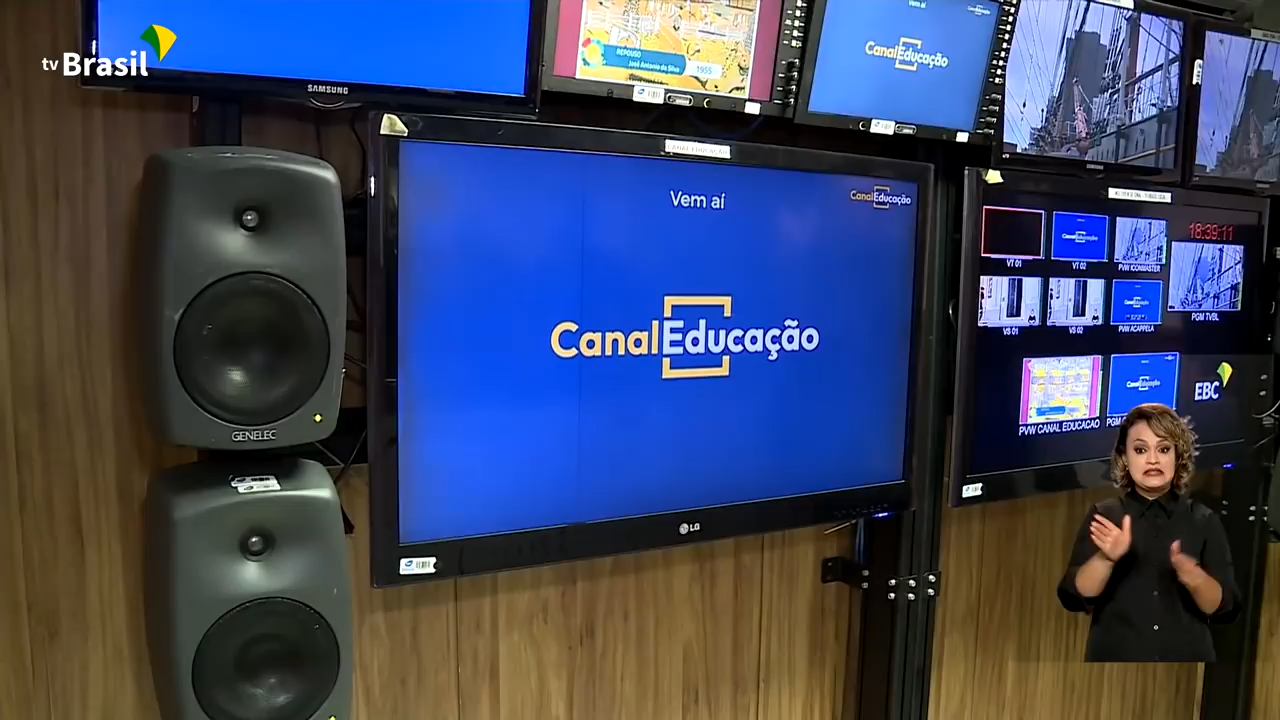 tv Brasil
SAMSUNG
REPOUSO
José Antonio da Silva
1955
Vem aí
CanalEducação
CANAL EDUCAÇÃO
Vem aí
CanalEducação
CanalEducação
LG
GENELEC
18:39:11
VT 01
VT 02
PVW ICONMASTER
VS 01
VS 02
PVW ACAPPELA
PGM TVBL
PVW CANAL EDUCACAO
PGM
EBC